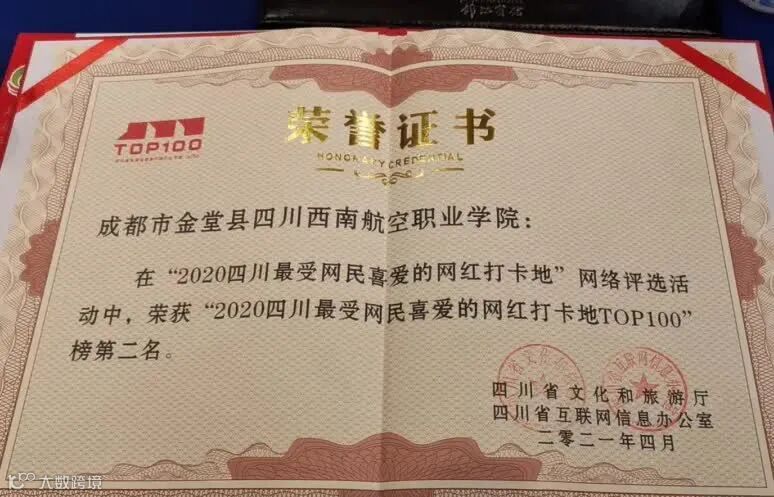 TOP100
荣誉证书
HONORARY CREDENTIAL
成都市金堂县四川西南航空职业学院：
在“2020四川最受网民喜爱的网红打卡地”网络评选活
动中，荣获“2020四川最受网民喜爱的网红打卡地TOP100”
榜第二名。
四川省文化和旅游厅
四川省互联网信息办公室
二零二一年四月
大数跨境